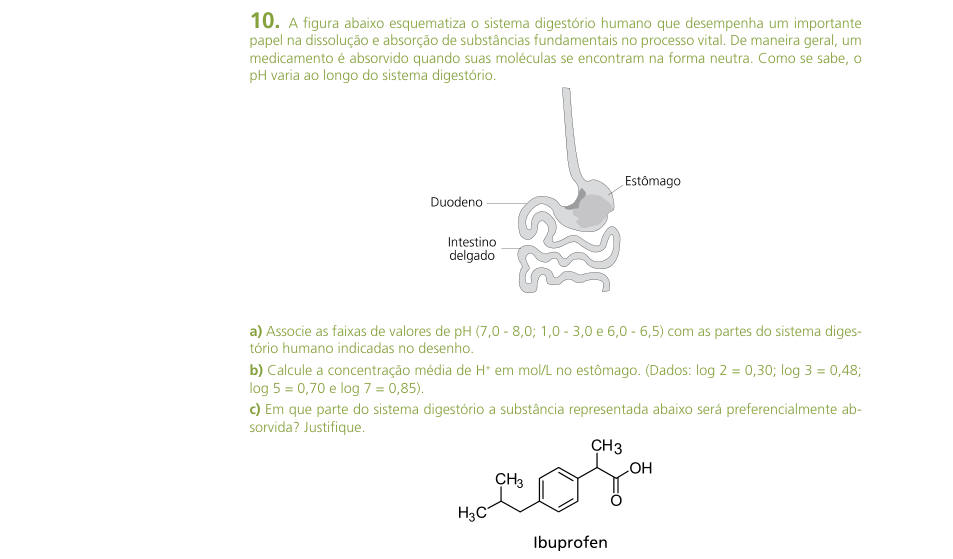 10. A figura abaixo esquematiza o sistema digestório humano que desempenha um importante
papel na dissolução e absorção de substâncias fundamentais no processo vital. De maneira geral, um
medicamento é absorvido quando suas moléculas se encontram na forma neutra. Como se sabe, o
pH varia ao longo do sistema digestório.
Estômago
Duodeno
Intestino
delgado
a) Associe as faixas de valores de pH (7,0 - 8,0; 1,0 - 3,0 e 6,0 - 6,5) com as partes do sistema diges-
tório humano indicadas no desenho.
b) Calcule a concentração média de H⁺ em mol/L no estômago. (Dados: log 2 = 0,30; log 3 = 0,48;
log 5 = 0,70 e log 7 = 0,85).
c) Em que parte do sistema digestório a substância representada abaixo será preferencialmente ab-
sorvida? Justifique.
CH₃
OH
CH₃
O
H₃C
Ibuprofen